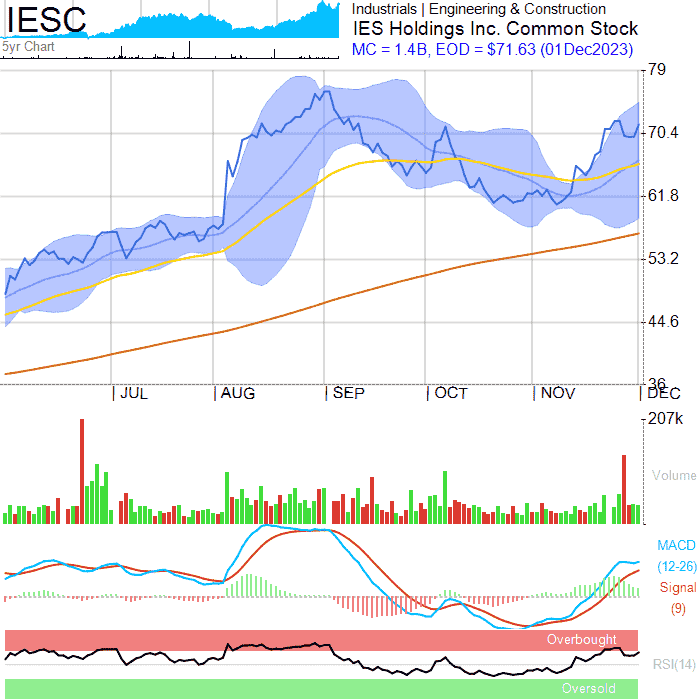 IESC
5yr Chart
Industrials | Engineering & Construction
IES Holdings Inc. Common Stock
MC = 1.4B, EOD = $71.63 (01Dec2023)
79
70.4
61.8
53.2
44.6
36
JUL AUG SEP OCT NOV DEC
207k
Volume
MACD
(12-26)
Signal
(9)
Overbought
RSI(14)
Oversold